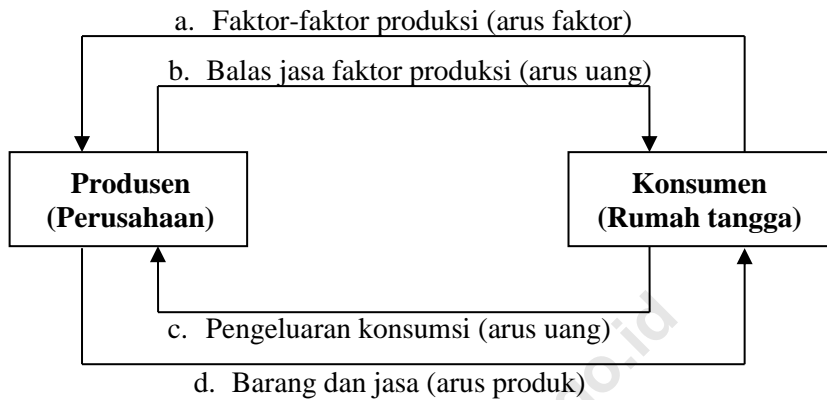 a. Faktor-faktor produksi (arus faktor)
b. Balas jasa faktor produksi (arus uang)
Produsen
(Perusahaan)
Konsumen
(Rumah tangga)
c. Pengeluaran konsumsi (arus uang)
d. Barang dan jasa (arus produk)